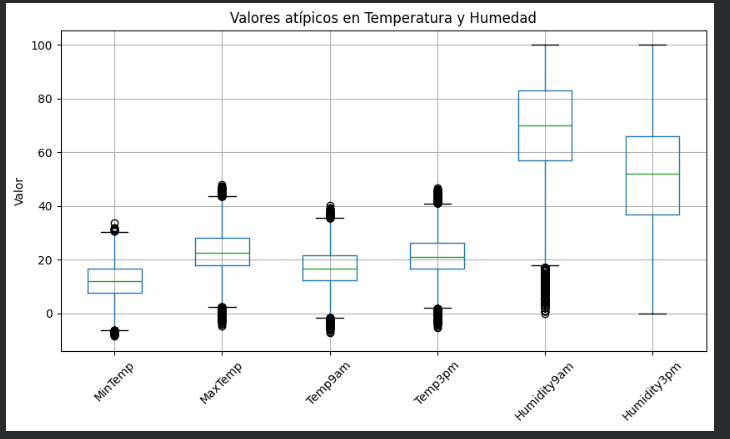 Valores atípicos en Temperatura y Humedad
100
80
60
40
20
0
Valor
MinTemp
MaxTemp
Temp9am
Temp3pm
Humidity9am
Humidity3pm